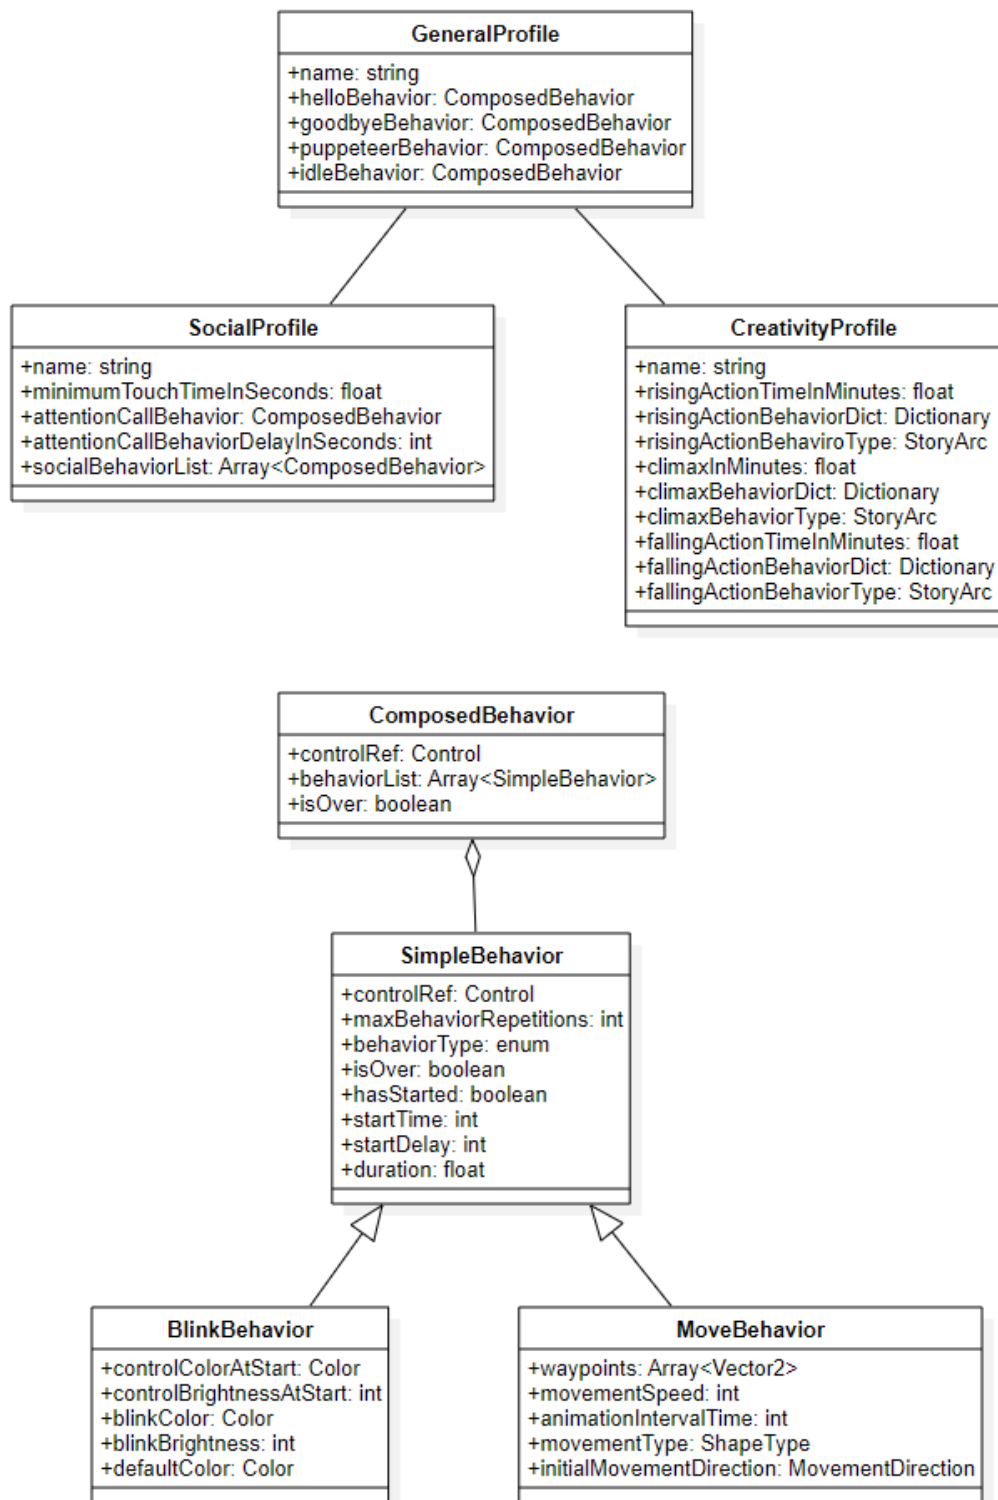 GeneralProfile
+name: string
+helloBehavior: ComposedBehavior
+goodbyeBehavior: ComposedBehavior
+puppeteerBehavior: ComposedBehavior
+idleBehavior: ComposedBehavior
SocialProfile
+name: string
+minimumTouchTimeInSeconds: float
+attentionCallBehavior: ComposedBehavior
+attentionCallBehaviorDelayInSeconds: int
+socialBehaviorList: Array<ComposedBehavior>
CreativityProfile
+name: string
+risingActionTimeInMinutes: float
+risingActionBehaviorDict: Dictionary
+risingActionBehaviroType: StoryArc
+climaxInMinutes: float
+climaxBehaviorDict: Dictionary
+climaxBehaviorType: StoryArc
+fallingActionTimeInMinutes: float
+fallingActionBehaviorDict: Dictionary
+fallingActionBehaviorType: StoryArc
ComposedBehavior
+controlRef: Control
+behaviorList: Array<SimpleBehavior>
+isOver: boolean
SimpleBehavior
+controlRef: Control
+maxBehaviorRepetitions: int
+behaviorType: enum
+isOver: boolean
+hasStarted: boolean
+startTime: int
+startDelay: int
+duration: float
BlinkBehavior
+controlColorAtStart: Color
+controlBrightnessAtStart: int
+blinkColor: Color
+blinkBrightness: int
+defaultColor: Color
MoveBehavior
+waypoints: Array<Vector2>
+movementSpeed: int
+animationIntervalTime: int
+movementType: ShapeType
+initialMovementDirection: MovementDirection